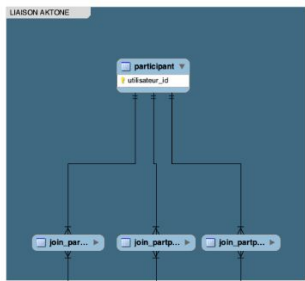 LIAISON AKTONE
participant
utilisateur_id
join_par...
join_partp...
join_partp...